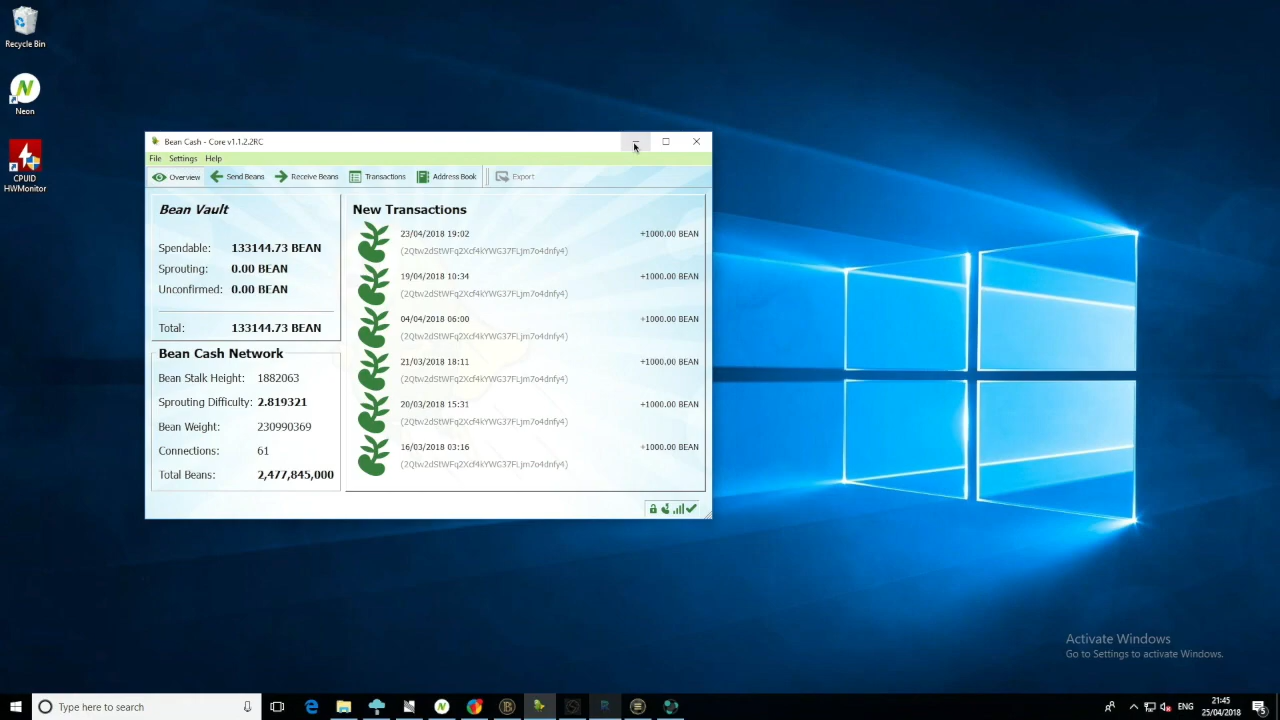 Recycle Bin
Neon
CPUID
HWMonitor
Bean Cash - Core v1.1.2.2RC
File Settings Help
Overview Send Beans Receive Beans Transactions Address Book Export
Bean Vault
Spendable: 133144.73 BEAN
Sprouting: 0.00 BEAN
Unconfirmed: 0.00 BEAN
Total: 133144.73 BEAN
Bean Cash Network
Bean Stalk Height: 1882063
Sprouting Difficulty: 2.819321
Bean Weight: 230990369
Connections: 61
Total Beans: 2,477,845,000
New Transactions
23/04/2018 19:02 +1000.00 BEAN
(2Qtw2dStWFq2Xcf4kYWG37FLjm7o4dnfy4)
19/04/2018 10:34 +1000.00 BEAN
(2Qtw2dStWFq2Xcf4kYWG37FLjm7o4dnfy4)
04/04/2018 06:00 +1000.00 BEAN
(2Qtw2dStWFq2Xcf4kYWG37FLjm7o4dnfy4)
21/03/2018 18:11 +1000.00 BEAN
(2Qtw2dStWFq2Xcf4kYWG37FLjm7o4dnfy4)
20/03/2018 15:31 +1000.00 BEAN
(2Qtw2dStWFq2Xcf4kYWG37FLjm7o4dnfy4)
16/03/2018 03:16 +1000.00 BEAN
(2Qtw2dStWFq2Xcf4kYWG37FLjm7o4dnfy4)
Activate Windows
Go to Settings to activate Windows.
Type here to search
ENG
21:45
25/04/2018